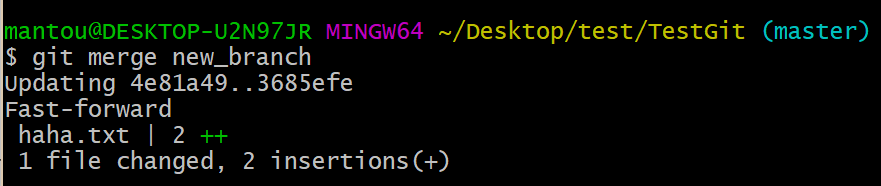 mantou@DESKTOP-U2N97JR MINGW64 ~/Desktop/test/TestGit (master)
$ git merge new_branch
Updating 4e81a49..3685efe
Fast-forward
 haha.txt | 2 ++
 1 file changed, 2 insertions(+)